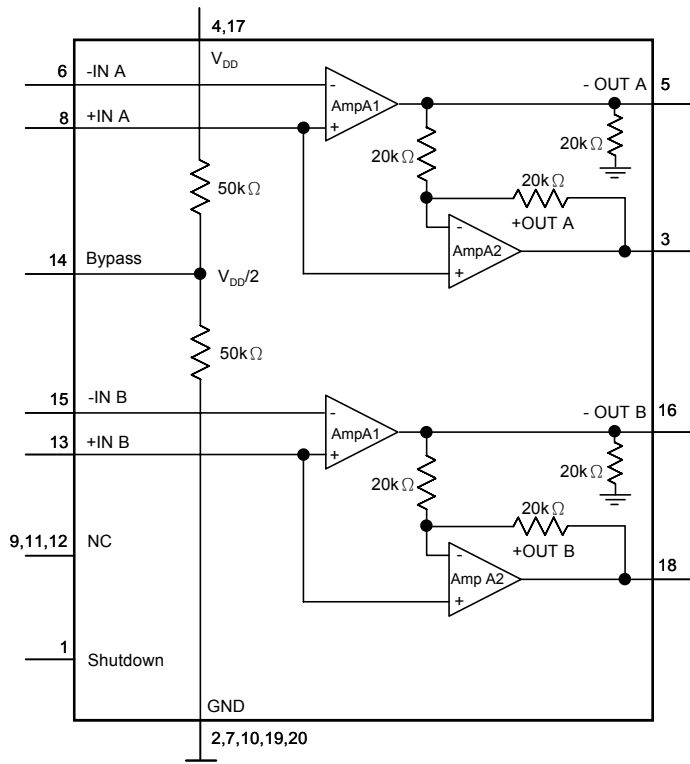 4,17
V_DD
6 -IN A
- OUT A 5
AmpA1
-
+
8 +IN A
20kΩ
20kΩ
20kΩ
50kΩ
+OUT A
-
AmpA2
+
3
14 Bypass
V_DD/2
50kΩ
15 -IN B
- OUT B 16
AmpA1
-
+
13 +IN B
20kΩ
20kΩ
20kΩ
+OUT B
9,11,12 NC
-
Amp A2
+
18
1
Shutdown
GND
2,7,10,19,20